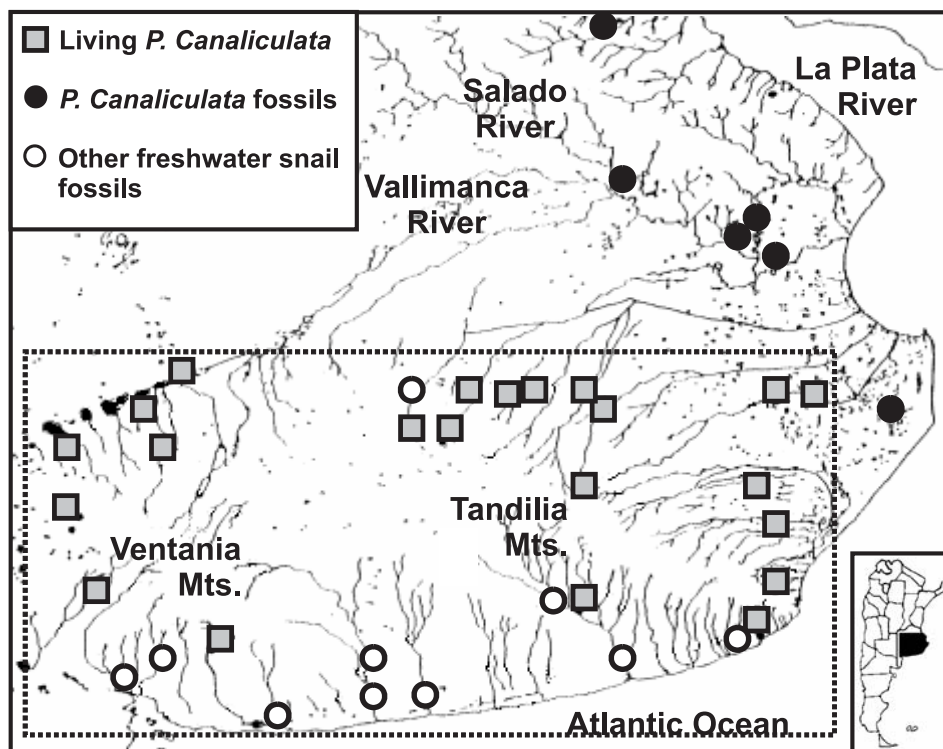 Living P. Canaliculata
P. Canaliculata fossils
Other freshwater snail
fossils
La Plata
River
Salado
River
Vallimanca
River
Tandilia
Mts.
Ventania
Mts.
Atlantic Ocean